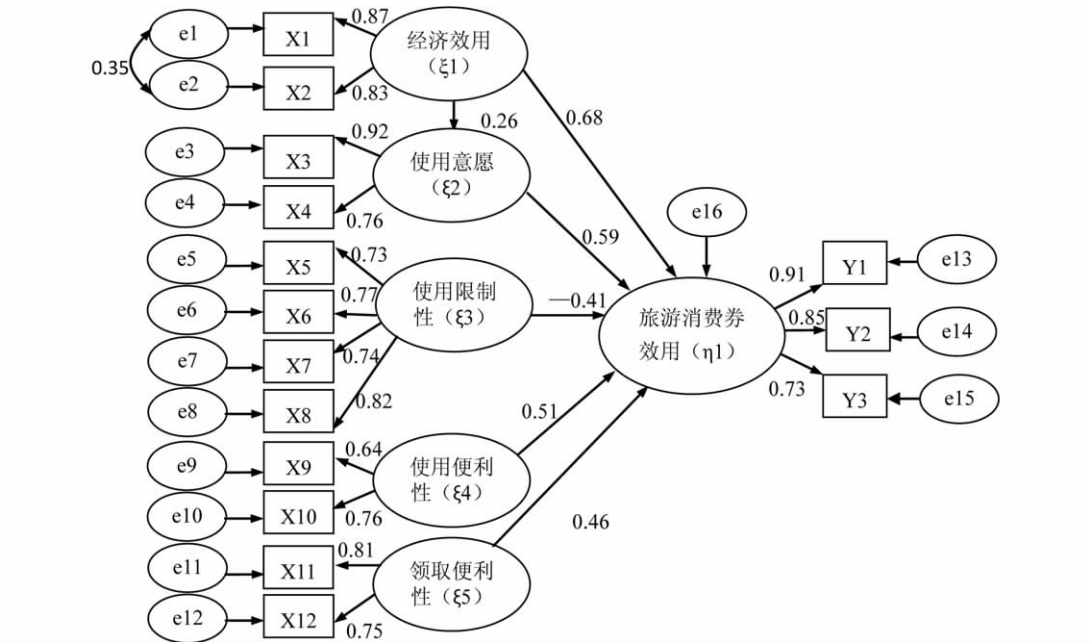 e1
X1
0.87
经济效用
（ξ1）
0.35
e2
X2
0.83
0.26
0.68
e3
X3
0.92
使用意愿
（ξ2）
e4
X4
0.76
e16
0.59
e5
X5
0.73
使用限制
性（ξ3）
e6
X6
0.77
—0.41
e7
X7
0.74
e8
X8
0.82
旅游消费券
效用（η1）
0.91
Y1
e13
0.85
Y2
e14
0.73
Y3
e15
e9
X9
0.64
使用便利
性（ξ4）
0.51
e10
X10
0.76
0.46
e11
X11
0.81
领取便利
性（ξ5）
e12
X12
0.75